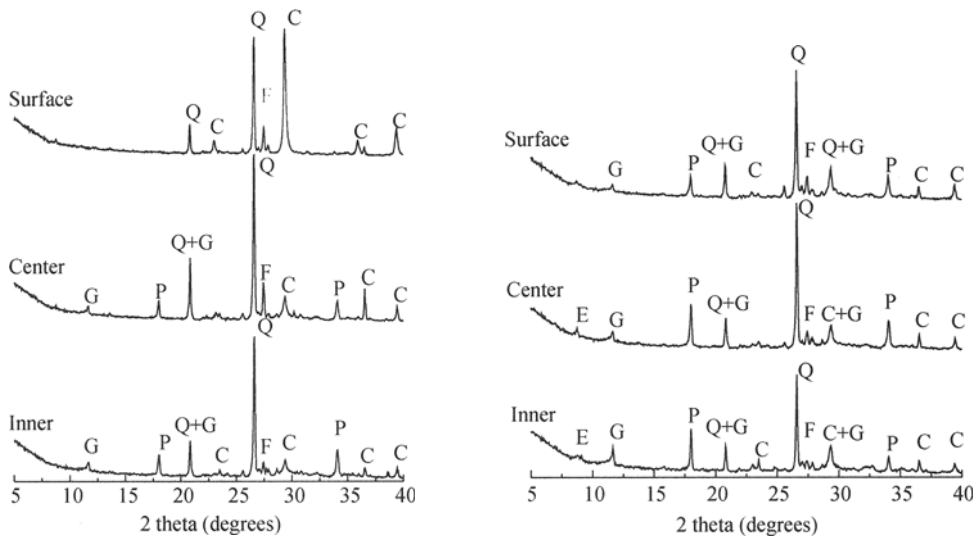 Q C
Surface Q C F C C
Q
Center G P Q+G F C P C C
Q
Inner G P Q+G C F C P C C
5 10 15 20 25 30 35 40
2 theta (degrees)
Q
Surface G P Q+G C F Q+G P C C
Q
Center E G P Q+G F C+G P C C
Q
Inner E G P Q+G C F C+G P C C
5 10 15 20 25 30 35 40
2 theta (degrees)